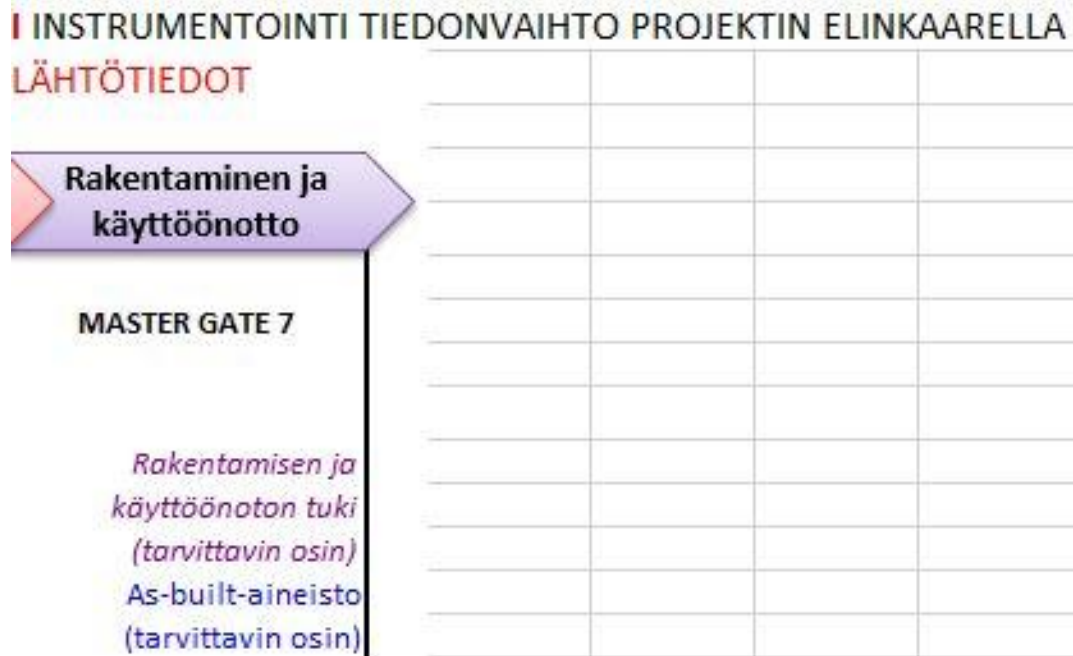 I INSTRUMENTOINTI TIEDONVAIHTO PROJEKTIN ELINKAARELLA
LÄHTÖTIEDOT
Rakentaminen ja
käyttöönotto
MASTER GATE 7
Rakentamisen ja
käyttöönoton tuki
(tarvittavin osin)
As-built-aineisto
(tarvittavin osin)